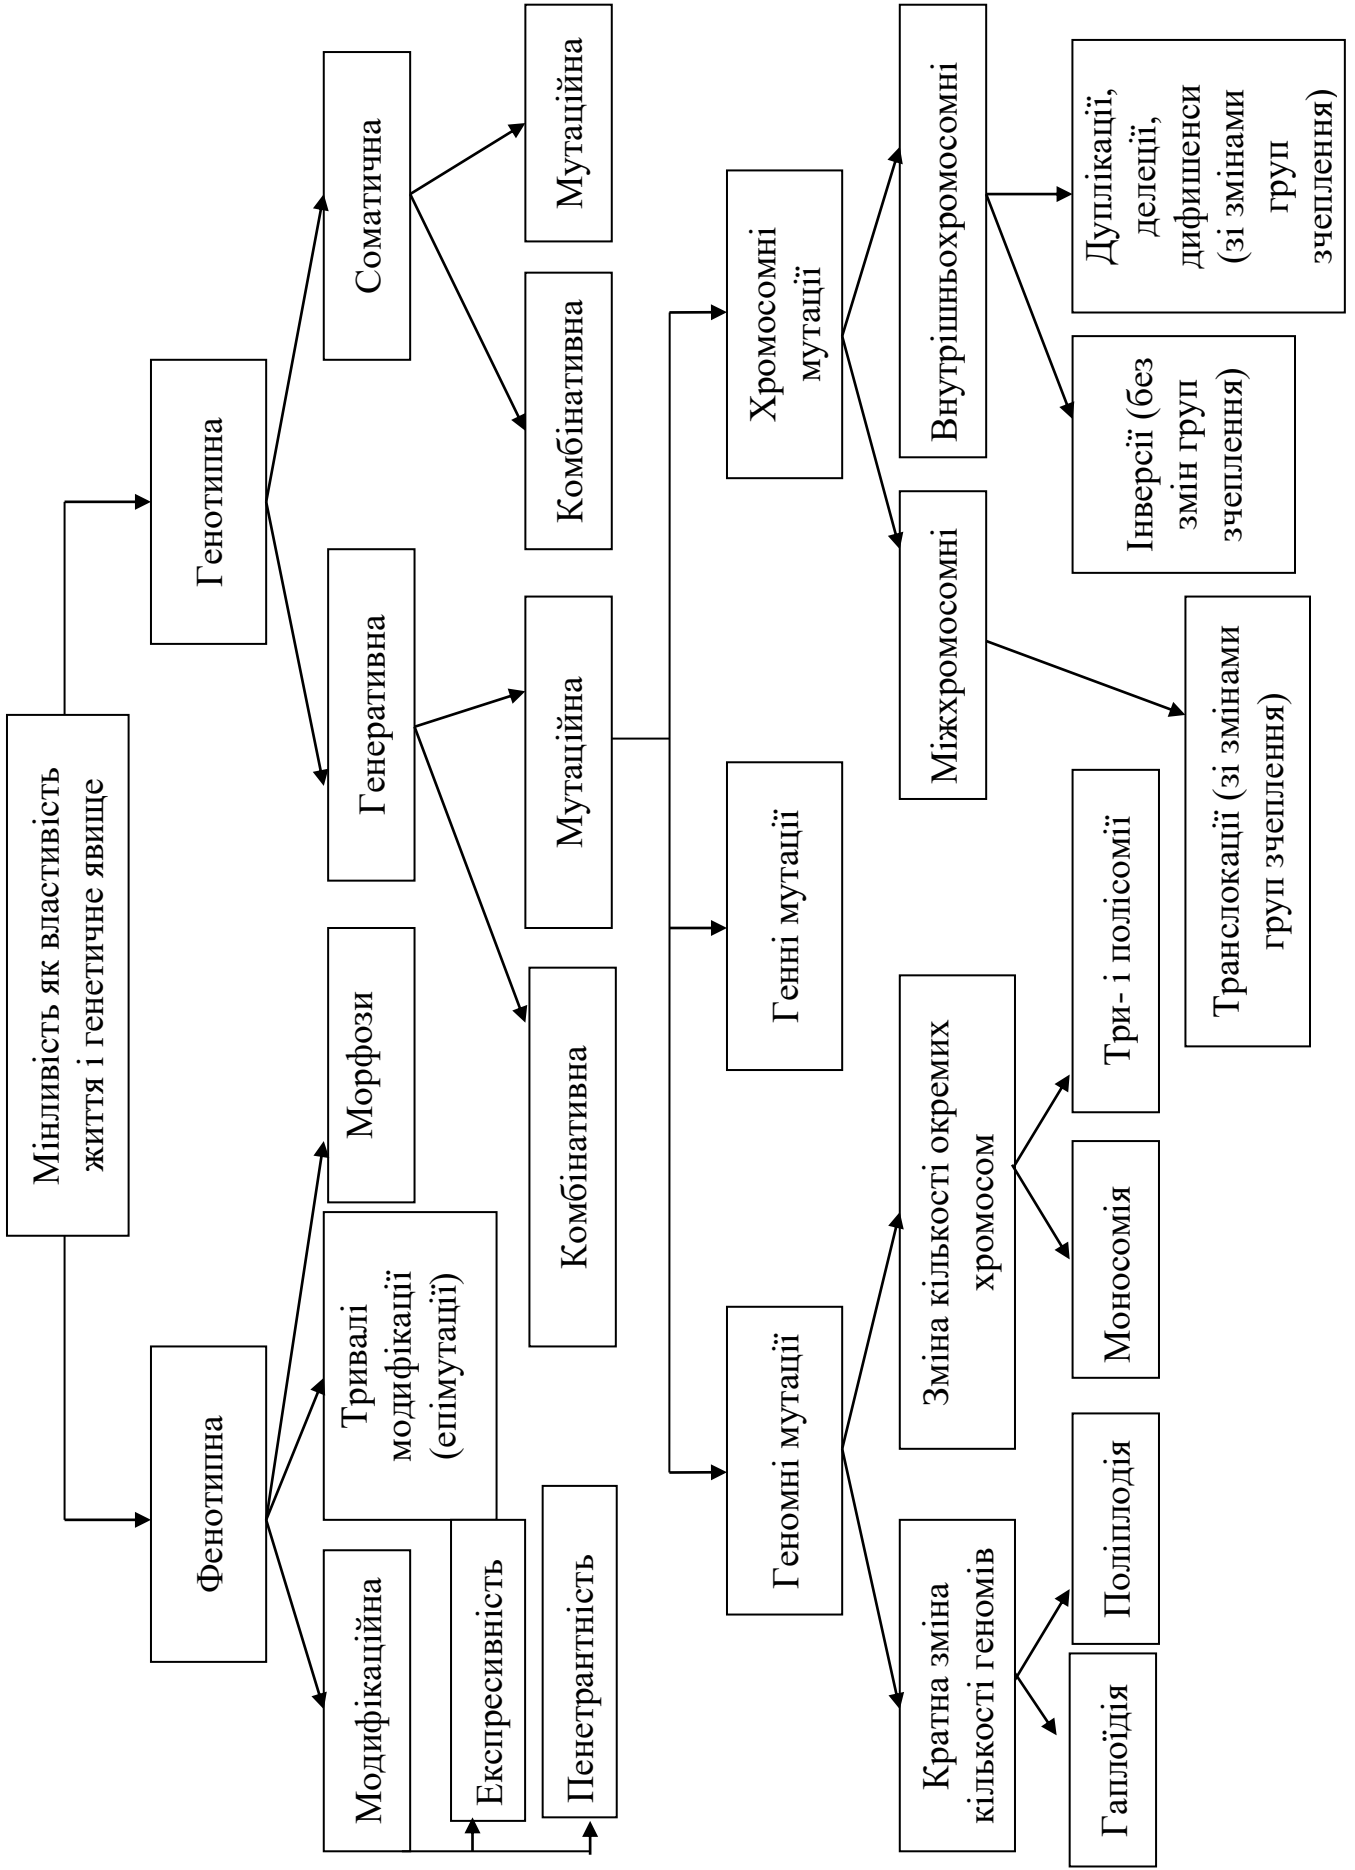 Мінливість як властивість
життя і генетичне явище
Фенотипна
Генотипна
Модифікаційна
Тривалі
модифікації
(епімутації)
Морфози
Генеративна
Соматична
Експресивність
Пенетрантність
Комбінативна
Мутаційна
Комбінативна
Мутаційна
Геномні мутації
Генні мутації
Хромосомні
мутації
Кратна зміна
кількості геномів
Зміна кількості окремих
хромосом
Міжхромосомні
Внутрішньохромосомні
Гаплоїдія
Поліплодія
Моносомія
Три- і полісомії
Транслокації (зі змінами
груп зчеплення)
Інверсії (без
змін груп
зчеплення)
Дуплікації,
делеції,
дифишенси
(зі змінами
груп
зчеплення)